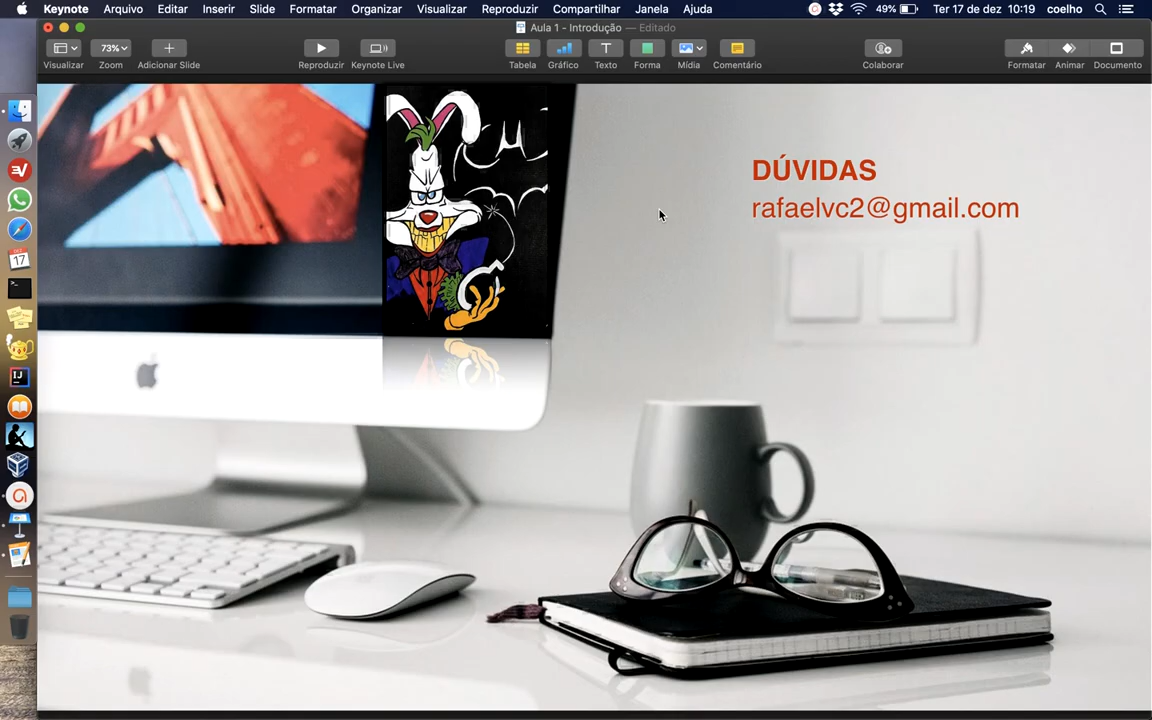 Keynote Arquivo Editar Inserir Slide Formatar Organizar Visualizar Reproduzir Compartilhar Janela Ajuda 49% Ter 17 de dez 10:19 coelho
Aula 1 - Introdução — Editado
73%
Visualizar Zoom Adicionar Slide Reproduzir Keynote Live Tabela Gráfico Texto Forma Mídia Comentário Colaborar Formatar Animar Documento
17
DÚVIDAS
rafaelvc2@gmail.com